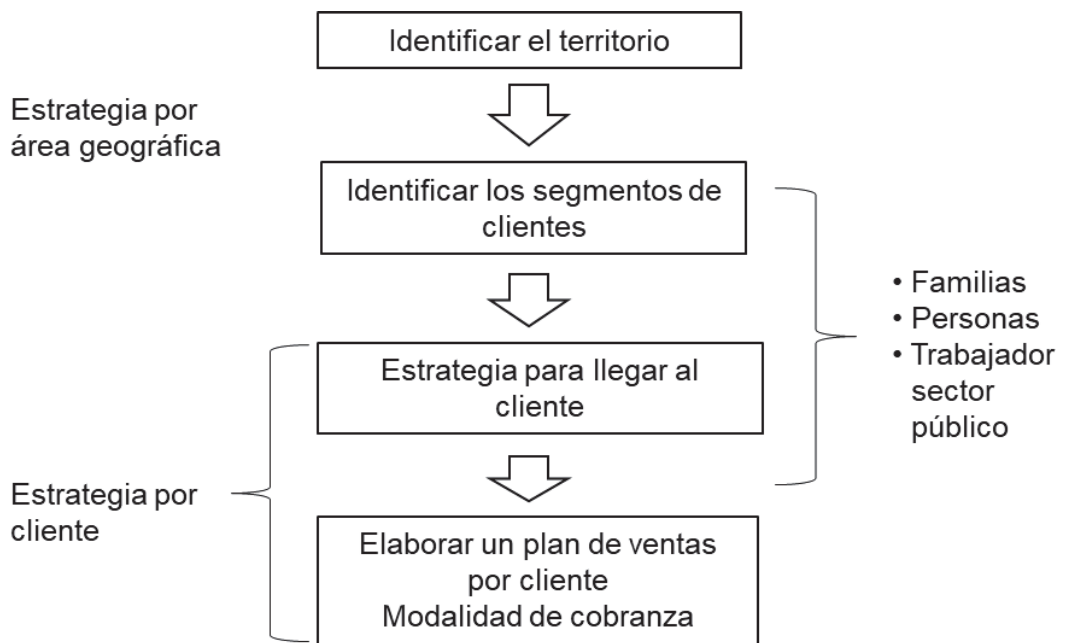 Identificar el territorio
Estrategia por
área geográfica
Identificar los segmentos de
clientes
• Familias
• Personas
• Trabajador
sector
público
Estrategia para llegar al
cliente
Estrategia por
cliente
Elaborar un plan de ventas
por cliente
Modalidad de cobranza